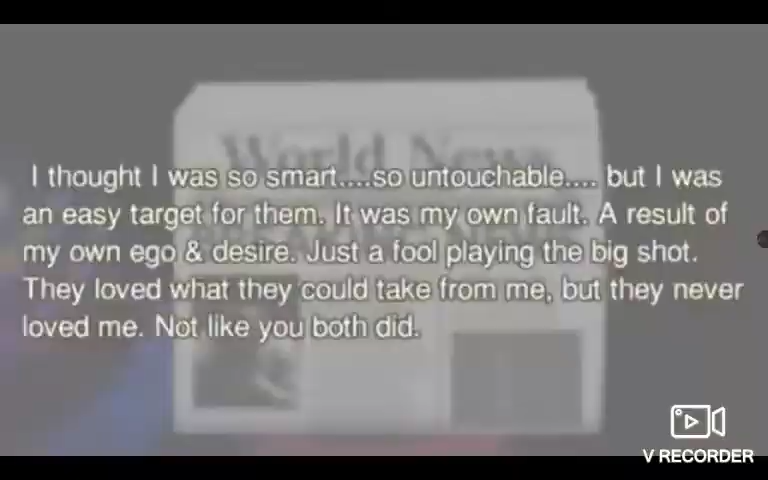 World News
I thought I was so smart....so untouchable.... but I was
an easy target for them. It was my own fault. A result of
my own ego & desire. Just a fool playing the big shot.
They loved what they could take from me, but they never
loved me. Not like you both did.
V RECORDER